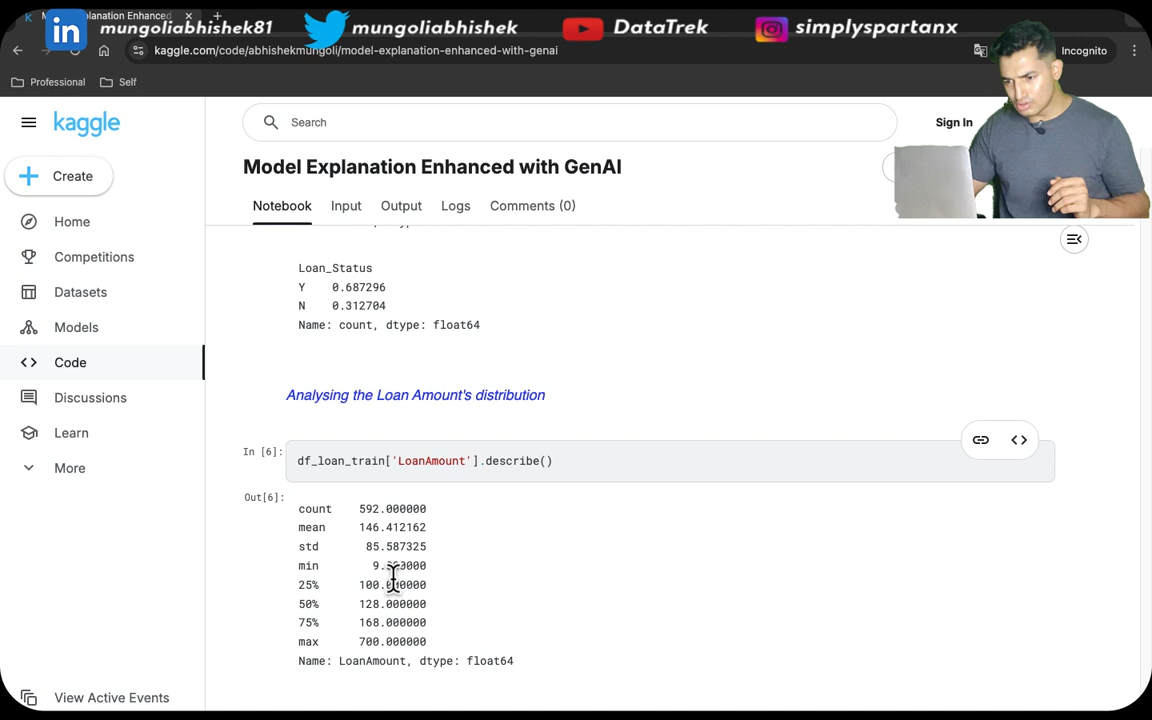 mungoliabhishek81
mungoliabhishek
DataTrek
simplyspartanx
kaggle.com/code/abhishekmungoli/model-explanation-enhanced-with-genai
Incognito
Professional
Self
kaggle
Search
Sign In
Create
Model Explanation Enhanced with GenAI
Notebook
Input
Output
Logs
Comments (0)
Home
Competitions
Datasets
Models
Code
Discussions
Learn
More
View Active Events
Loan_Status
Y 0.687296
N 0.312704
Name: count, dtype: float64
Analysing the Loan Amount's distribution
In [6]:
df_loan_train['LoanAmount'].describe()
Out[6]:
count 592.000000
mean 146.412162
std 85.587325
min
25%
50% 128.000000
75% 168.000000
max 700.000000
Name: LoanAmount, dtype: float64